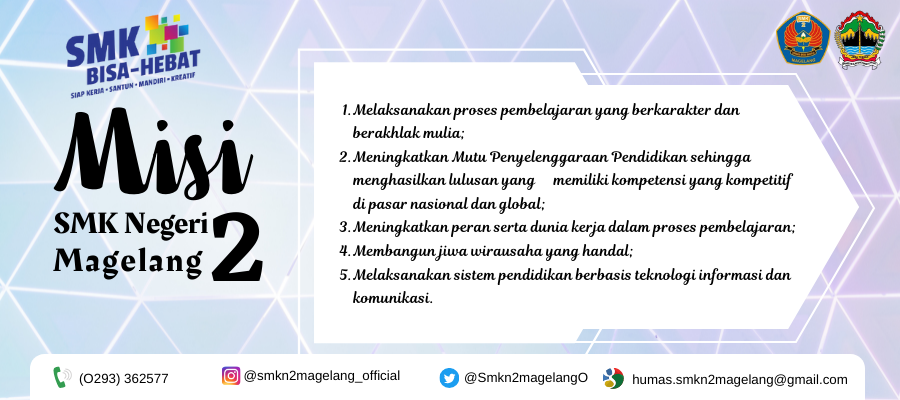 SMK
BISA-HEBAT
SIAP KERJA • SANTUN • MANDIRI • KREATIF
Misi
SMK Negeri 2
Magelang
1. Melaksanakan proses pembelajaran yang berkarakter dan
berakhlak mulia;
2. Meningkatkan Mutu Penyelenggaraan Pendidikan sehingga
menghasilkan lulusan yang memiliki kompetensi yang kompetitif
di pasar nasional dan global;
3. Meningkatkan peran serta dunia kerja dalam proses pembelajaran;
4. Membangun jiwa wirausaha yang handal;
5. Melaksanakan sistem pendidikan berbasis teknologi informasi dan
komunikasi.
MAGELANG
(O293) 362577
@smkn2magelang_official
@Smkn2magelangO
humas.smkn2magelang@gmail.com